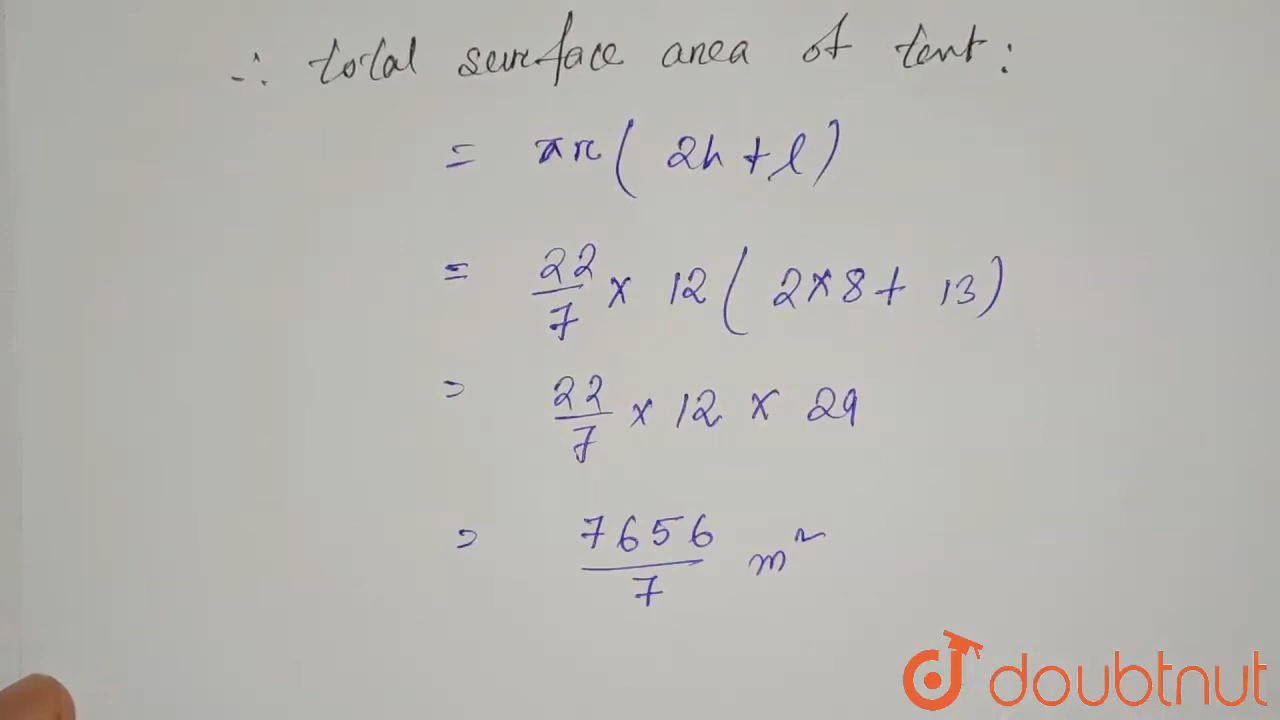 ∴ total surface area of tent:
= πr(2h+l)
= 22/7 × 12(2×8+13)
= 22/7 × 12 × 29
= 7656/7 m²
doubtnut